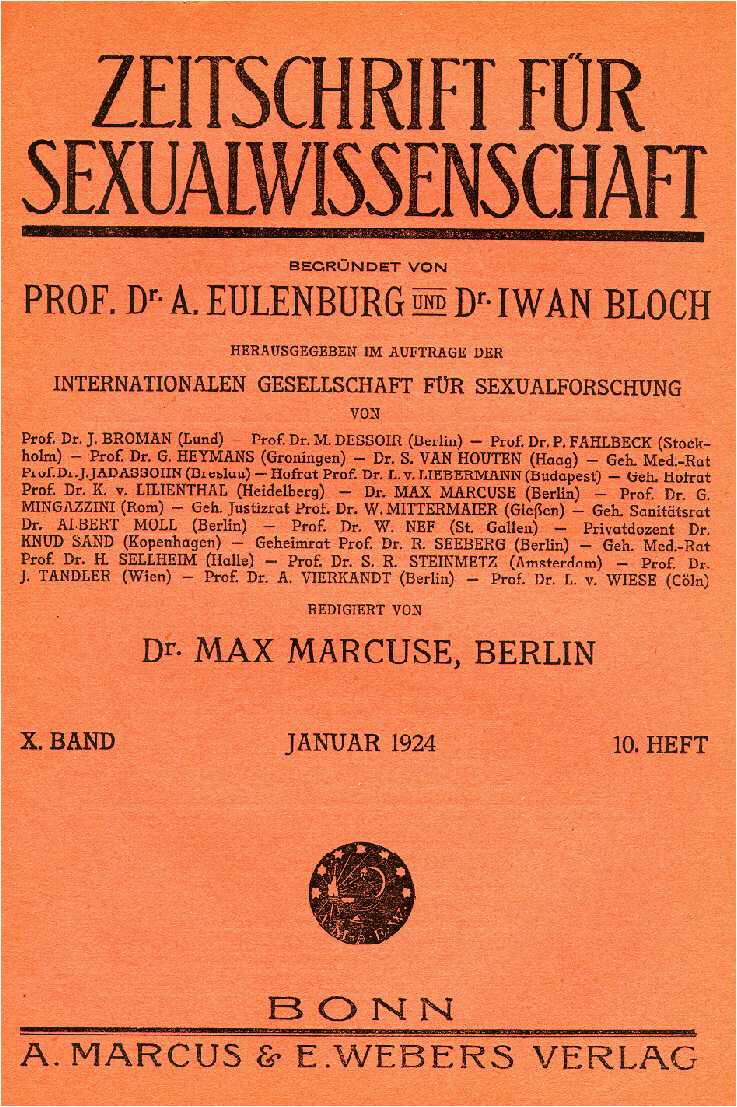 ZEITSCHRIFT FÜR
SEXUALWISSENSCHAFT
BEGRÜNDET VON
PROF. Dr. A. EULENBURG UND Dr. IWAN BLOCH
HERAUSGEGEBEN IM AUFTRAGE DER
INTERNATIONALEN GESELLSCHAFT FÜR SEXUALFORSCHUNG
VON
Prof. Dr. J. BROMAN (Lund) — Prof. Dr. M. DESSOIR (Berlin) — Prof. Dr. P. FAHLBECK (Stock-
holm) — Prof. Dr. G. HEYMANS (Groningen) — Dr. S. VAN HOUTEN (Haag) — Geh. Med.-Rat
Prof. Dr. J. JADASSOHN (Breslau) — Hofrat Prof. Dr. L. v. LIEBERMANN (Budapest) — Geh. Hofrat
Prof. Dr. K. v. LILIENTHAL (Heidelberg) — Dr. MAX MARCUSE (Berlin) — Prof. Dr. G.
MINGAZZINI (Rom) — Geh. Justizrat Prof. Dr. W. MITTERMAIER (Gießen) — Geh. Sanitätsrat
Dr. ALBERT MOLL (Berlin) — Prof. Dr. W. NEF (St. Gallen) — Privatdozent Dr.
KNUD SAND (Kopenhagen) — Geheimrat Prof. Dr. R. SEEBERG (Berlin) — Geh. Med.-Rat
Prof. Dr. H. SELLHEIM (Halle) — Prof. Dr. S. R. STEINMETZ (Amsterdam) — Prof. Dr.
J. TANDLER (Wien) — Prof. Dr. A. VIERKANDT (Berlin) — Prof. Dr. L. v. WIESE (Cöln)
REDIGIERT VON
Dr. MAX MARCUSE, BERLIN
X. BAND JANUAR 1924 10. HEFT
A.M.&.E.W.
BONN
A. MARCUS & E. WEBERS VERLAG